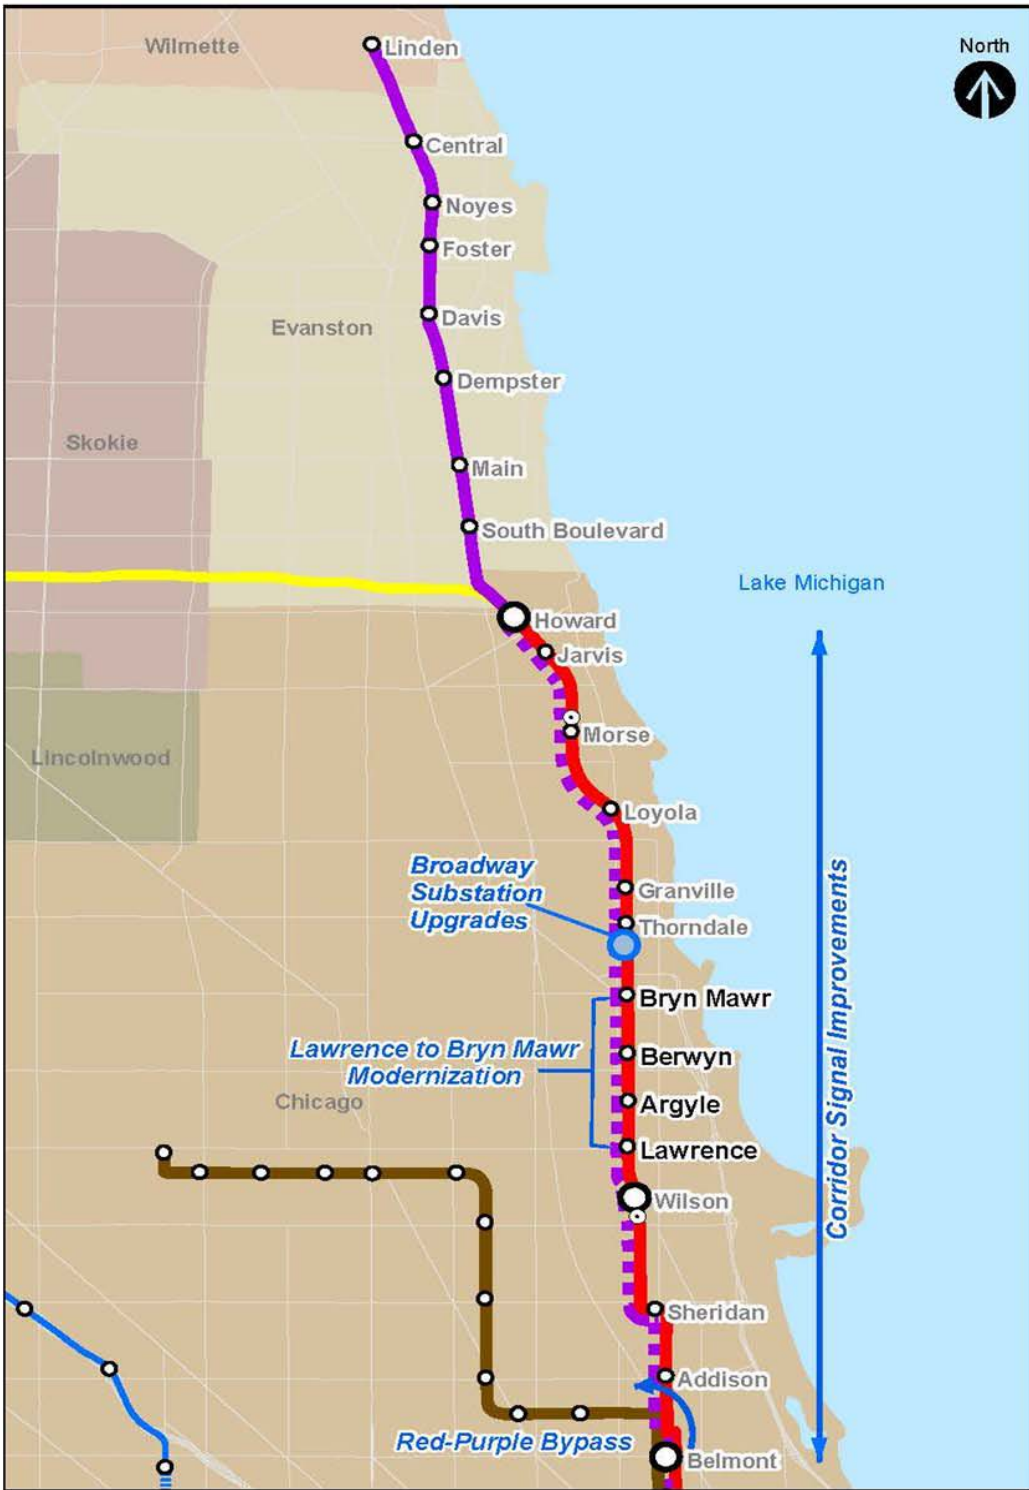 Wilmette
Linden
North
Central
Noyes
Foster
Davis
Evanston
Dempster
Skokie
Main
South Boulevard
Lake Michigan
Howard
Jarvis
Morse
Lincolnwood
Loyola
Broadway
Substation
Upgrades
Granville
Thorndale
Bryn Mawr
Lawrence to Bryn Mawr
Modernization
Berwyn
Chicago
Argyle
Lawrence
Corridor Signal Improvements
Wilson
Sheridan
Addison
Red-Purple Bypass
Belmont